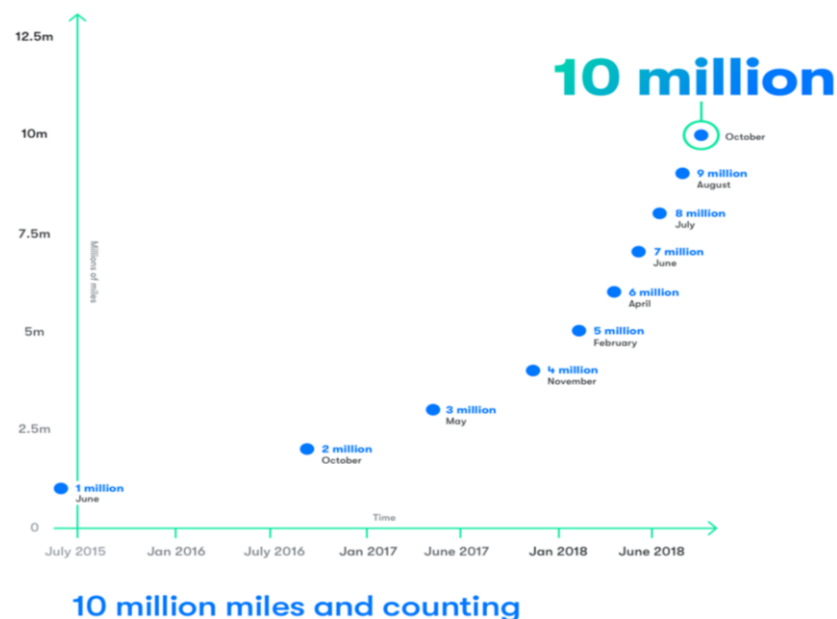 12.5m
10 million
10m
October
9 million
August
8 million
July
7.5m
7 million
June
Millions of miles
6 million
April
5m
5 million
February
4 million
November
2.5m
3 million
May
2 million
October
1 million
June
0
Time
July 2015
Jan 2016
July 2016
Jan 2017
June 2017
Jan 2018
June 2018
10 million miles and counting